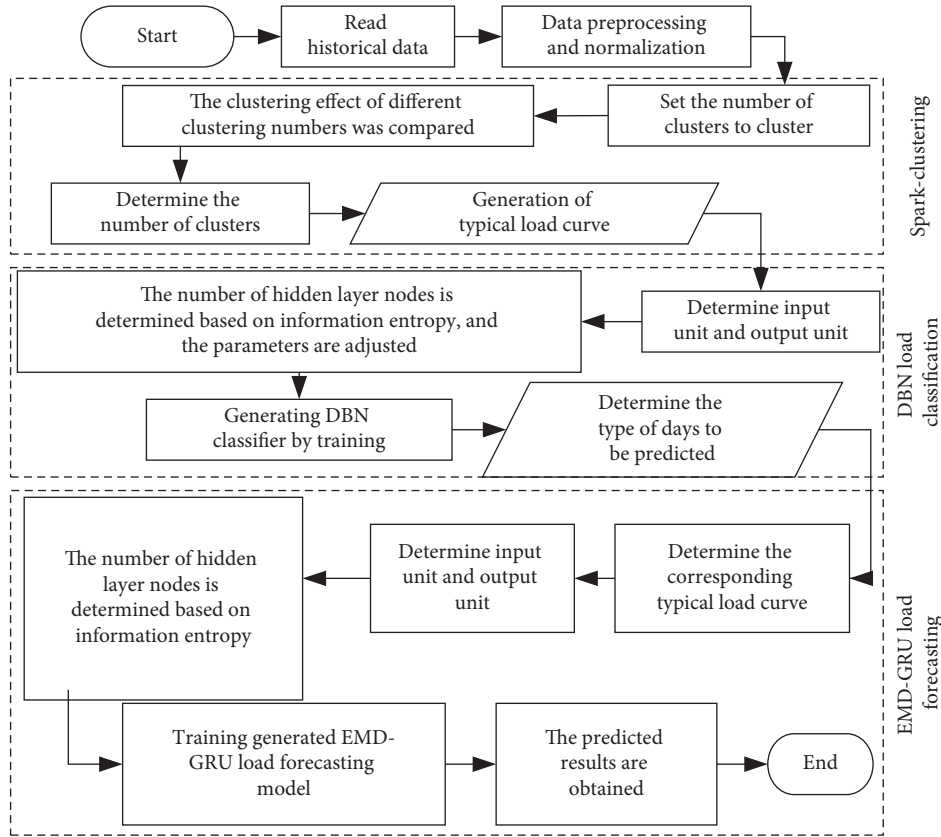 Start
Read
historical data
Data preprocessing
and normalization
The clustering effect of different
clustering numbers was compared
Set the number of
clusters to cluster
Determine the
number of clusters
Generation of
typical load curve
Spark-clustering
The number of hidden layer nodes is
determined based on information entropy, and
the parameters are adjusted
Determine input
unit and output unit
Generating DBN
classifier by training
Determine the
type of days to
be predicted
DBN load
classification
The number of hidden
layer nodes is
determined based on
information entropy
Determine input
unit and output
unit
Determine the
corresponding
typical load curve
Training generated EMD-
GRU load forecasting
model
The predicted
results are
obtained
End
EMD-GRU load
forecasting